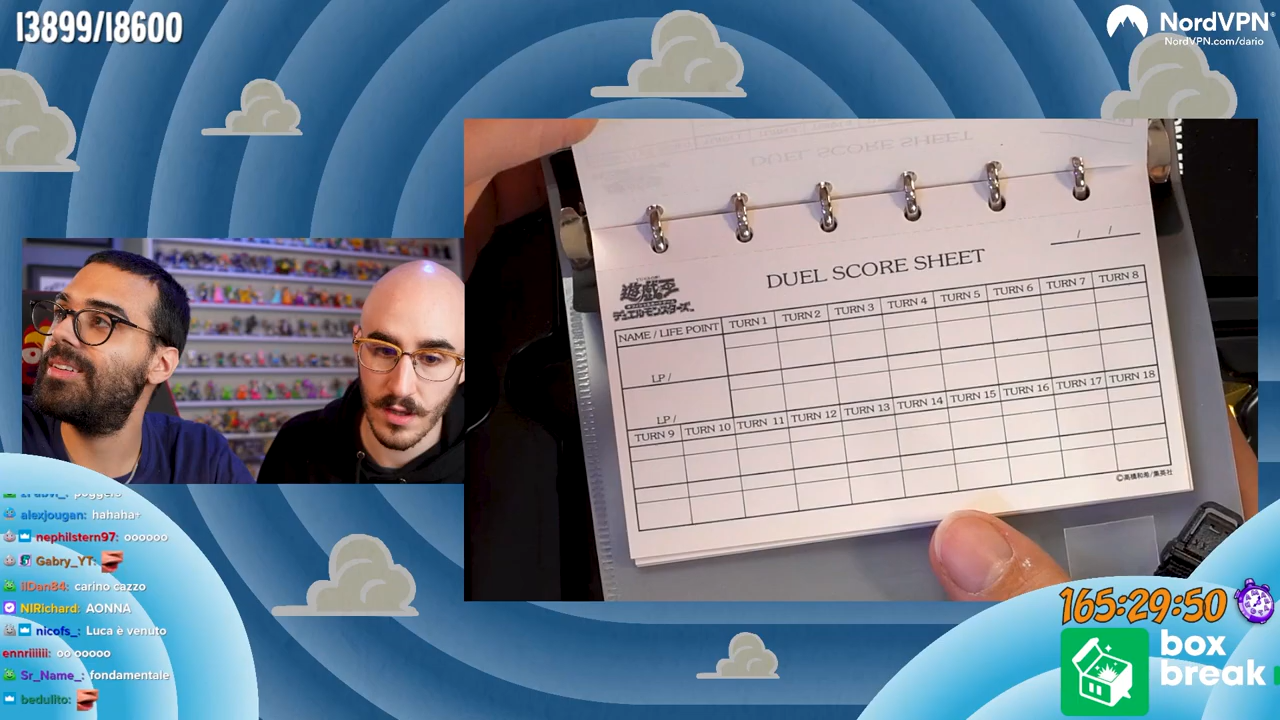 13899/18600
NordVPN®
NordVPN.com/dario
DUEL SCORE SHEET
DUEL SCORE SHEET
/ /
遊戯王
デュエルモンスターズ
NAME / LIFE POINT TURN 1 TURN 2 TURN 3 TURN 4 TURN 5 TURN 6 TURN 7 TURN 8
LP /
LP /
TURN 9 TURN 10 TURN 11 TURN 12 TURN 13 TURN 14 TURN 15 TURN 16 TURN 17 TURN 18
©高橋和希/集英社
poggers
alexjougan: hahaha
nephilstern97: oooooo
Gabry_YT:
ilDan84: carino cazzo
NIRichard: AONNA
nicofs_: Luca è venuto
ennriiiiii: oo ooooo
Sr_Name_: fondamentale
bedulito:
165:29:50
box
break